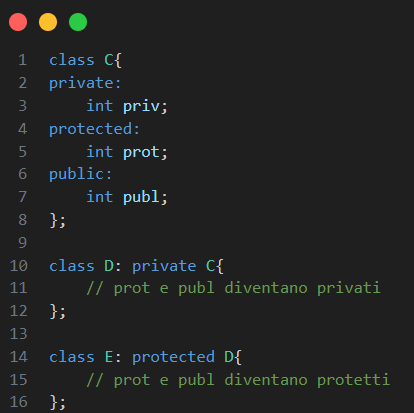 1 class C{
2 private:
3     int priv;
4 protected:
5     int prot;
6 public:
7     int publ;
8 };
9
10 class D: private C{
11     // prot e publ diventano privati
12 };
13
14 class E: protected D{
15     // prot e publ diventano protetti
16 };